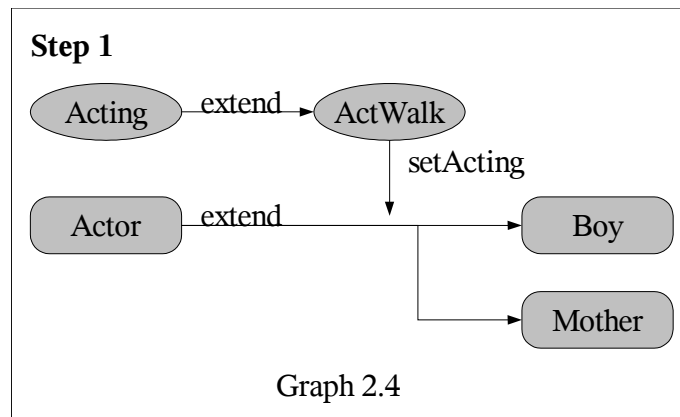 Step 1
Acting extend ActWalk
setActing
Actor extend Boy
Mother
Graph 2.4